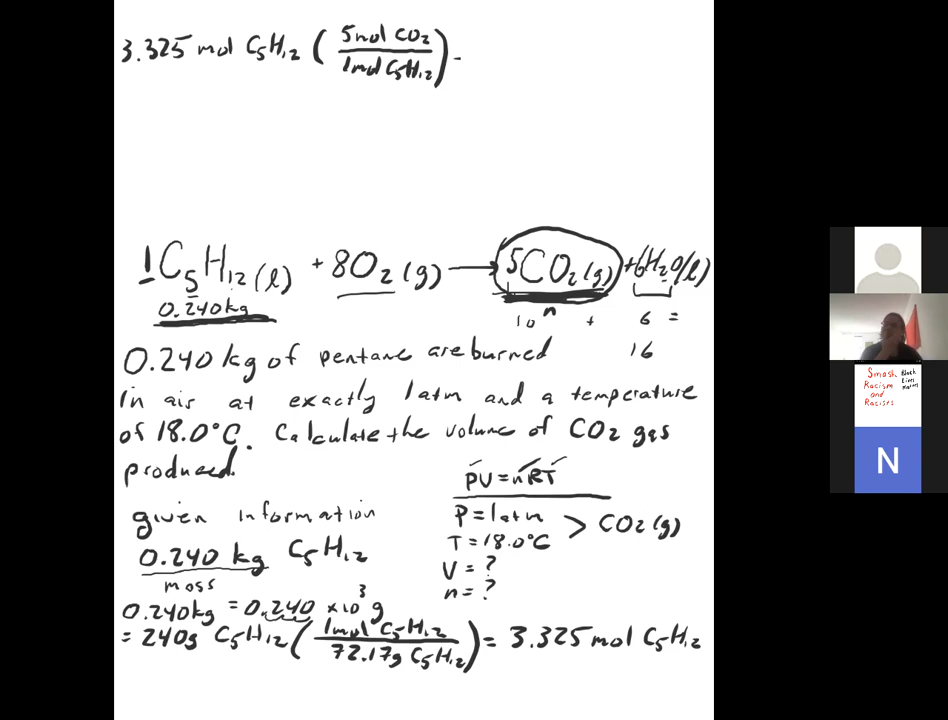 3.325 mol C5H12 ( 5mol CO2 / 1mol C5H12 ) -
1C5H12 (l) + 8O2 (g) → 5CO2 (g) + 6H2O (l)
0.240kg
n
10 + 6 =
16
0.240 kg of pentane are burned
in air at exactly 1atm and a temperature
of 18.0°C. Calculate the volume of CO2 gas
produced.
PV = nRT
given information
P = 1atm
T = 18.0°C
> CO2 (g)
V = ?
n = ?
0.240 kg C5H12
mass
0.240kg = 0.240 ×10³ g
= 240g C5H12 ( 1mol C5H12 / 72.17g C5H12 ) = 3.325 mol C5H12
Smash
Racism
and
Racists
Black
Lives
Matter
N